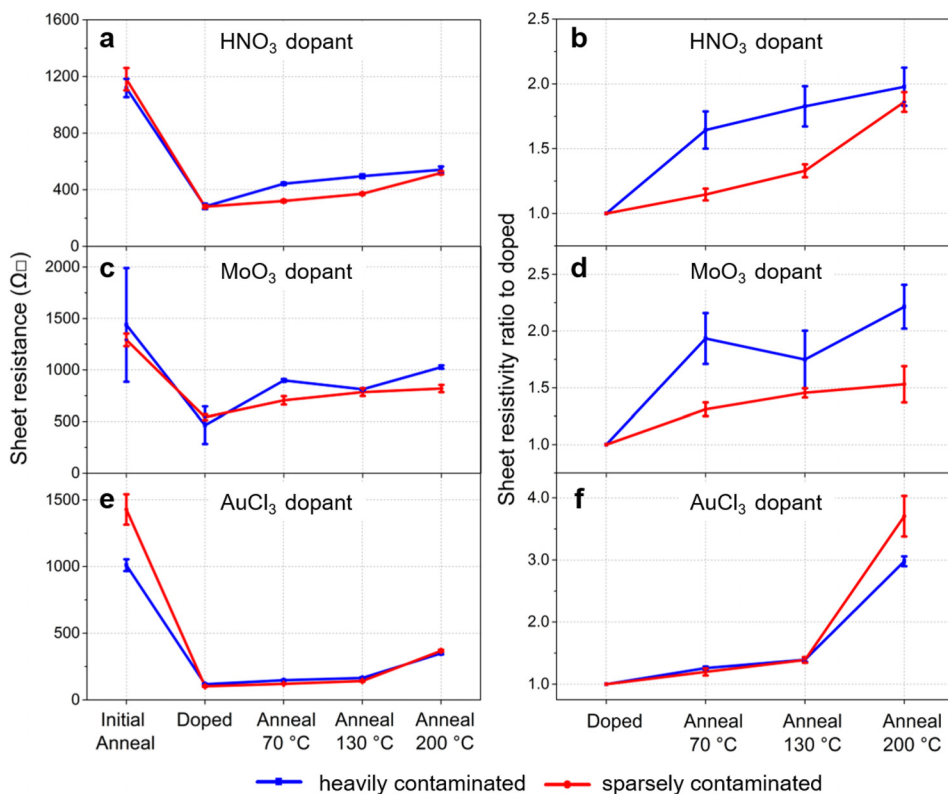 a
HNO₃ dopant
1600
1200
800
400
0
b
HNO₃ dopant
2.5
2.0
1.5
1.0
c
MoO₃ dopant
2000
1500
1000
500
0
d
MoO₃ dopant
2.5
2.0
1.5
1.0
e
AuCl₃ dopant
1500
1000
500
0
f
AuCl₃ dopant
4.0
3.0
2.0
1.0
Sheet resistance (Ω□)
Sheet resistivity ratio to doped
Initial
Anneal
Doped
Anneal
70 °C
Anneal
130 °C
Anneal
200 °C
Doped
Anneal
70 °C
Anneal
130 °C
Anneal
200 °C
heavily contaminated
sparsely contaminated